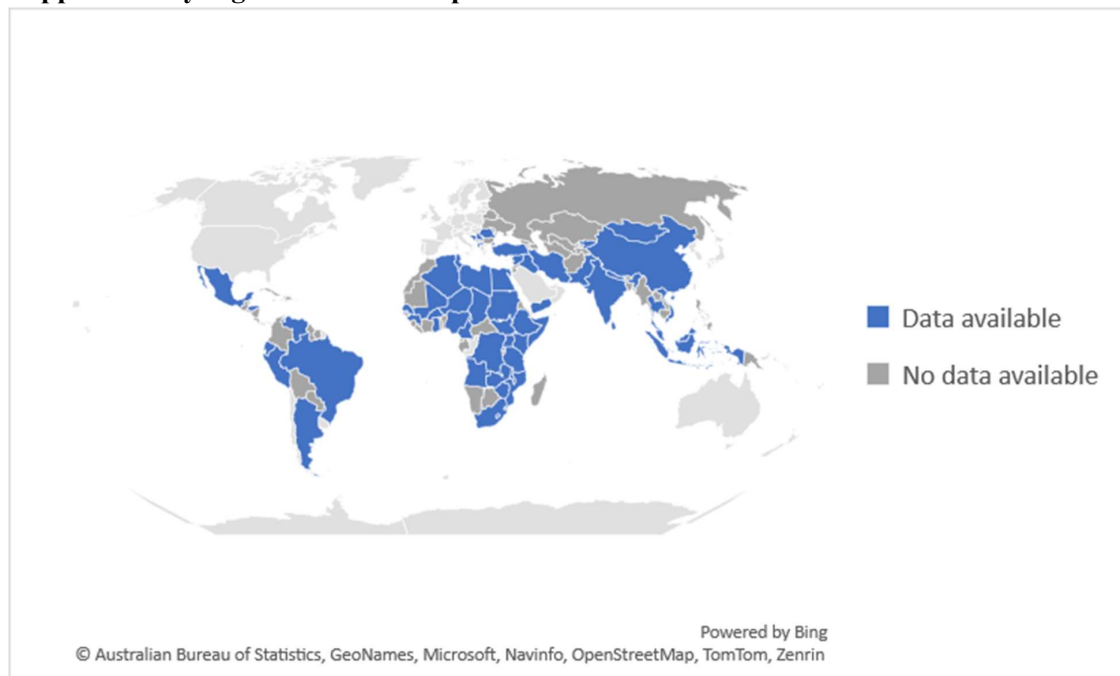 Data available
No data available
Powered by Bing
© Australian Bureau of Statistics, GeoNames, Microsoft, Navinfo, OpenStreetMap, TomTom, Zenrin